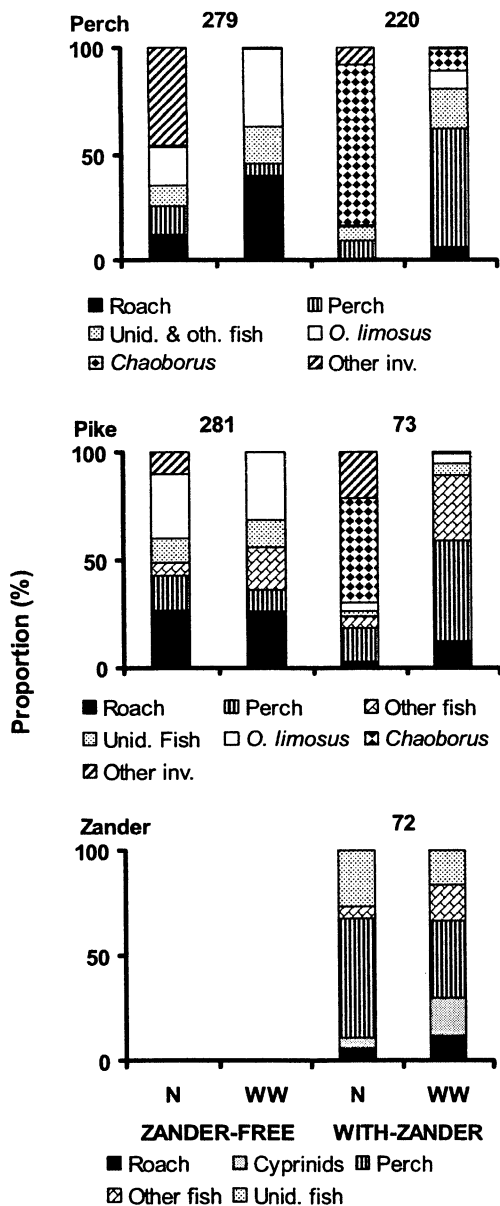 Perch 279 220
100
50
0
Roach Perch
Unid. & oth. fish O. limosus
Chaoborus Other inv.
Pike 281 73
100
50
0
Proportion (%)
Roach Perch Other fish
Unid. Fish O. limosus Chaoborus
Other inv.
Zander 72
100
50
0
N WW N WW
ZANDER-FREE WITH-ZANDER
Roach Cyprinids Perch
Other fish Unid. fish